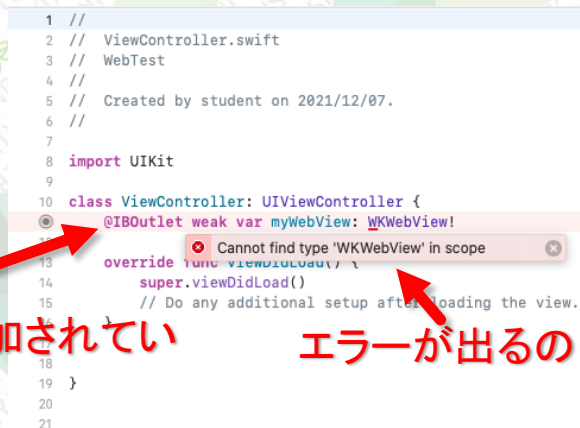 1 //
2 // ViewController.swift
3 // WebTest
4 //
5 // Created by student on 2021/12/07.
6 //
7
8 import UIKit
9
10 class ViewController: UIViewController {
@IBOutlet weak var myWebView: WKWebView!
Cannot find type 'WKWebView' in scope
13 override func viewDidLoad() {
14 super.viewDidLoad()
15 // Do any additional setup after loading the view.
加されてい
エラーが出るの
18
19 }
20
21